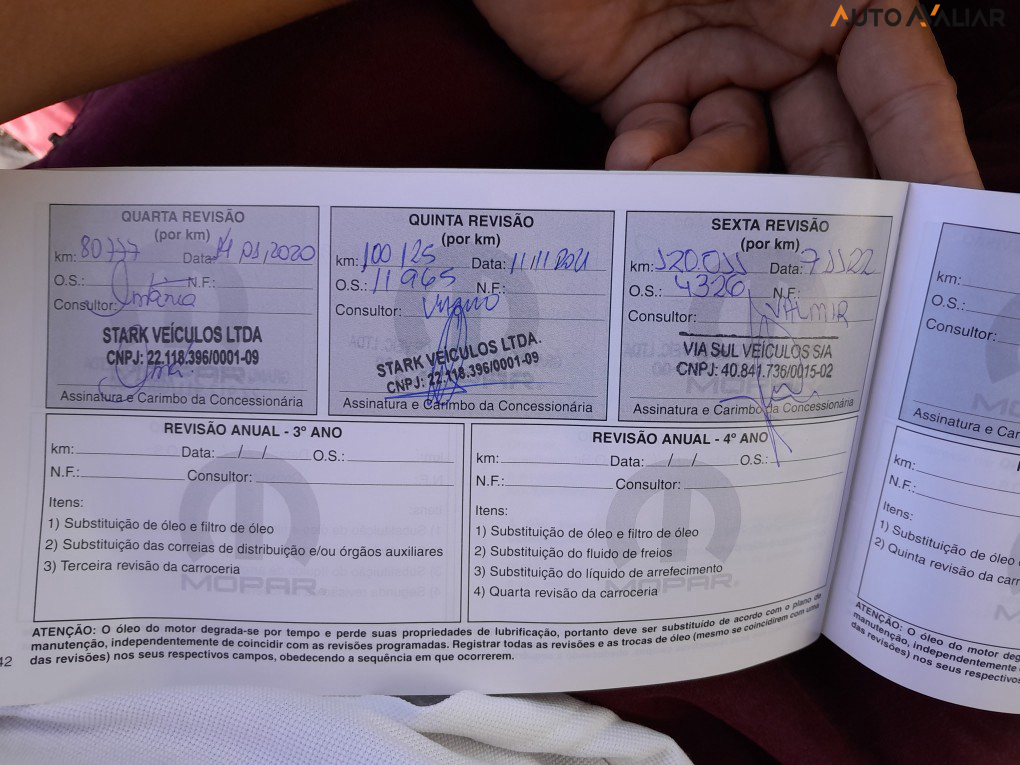 AUTO AVALIAR
QUARTA REVISÃO
(por km)
km: 80777 Data: 14 01/2020
O.S.: N.F.:
Consultor: Imária
STARK VEÍCULOS LTDA
CNPJ: 22.118.396/0001-09
Assinatura e Carimbo da Concessionária
QUINTA REVISÃO
(por km)
km: 100 125 Data: 11/11/2021
O.S.: 11965 N.F.:
Consultor:
STARK VEÍCULOS LTDA.
CNPJ: 22.118.396/0001-09
MOPAR
Assinatura e Carimbo da Concessionária
SEXTA REVISÃO
(por km)
km: 120.011 Data: 7 11 22
O.S.: 4326 N.F.:
Consultor: VALMIR
VIA SUL VEÍCULOS S/A
CNPJ: 40.841.736/0015-02
MOPAR
Assinatura e Carimbo da Concessionária
km:
O.S.:
Consultor:
Assinatura e Car
REVISÃO ANUAL - 3º ANO
km: Data: / / O.S.:
N.F.: Consultor:
Itens:
1) Substituição de óleo e filtro de óleo
2) Substituição das correias de distribuição e/ou órgãos auxiliares
3) Terceira revisão da carroceria
MOPAR
REVISÃO ANUAL - 4º ANO
km: Data: / / O.S.:
N.F.: Consultor:
Itens:
1) Substituição de óleo e filtro de óleo
2) Substituição do fluido de freios
3) Substituição do líquido de arrefecimento
4) Quarta revisão da carroceria
MOPAR
km:
N.F.:
Itens:
1) Substituição de óleo
2) Quinta revisão da carr
ATENÇÃO: O óleo do motor degrada-se por tempo e perde suas propriedades de lubrificação, portanto deve ser substituído de acordo com o plano de
manutenção, independentemente de coincidir com as revisões programadas. Registrar todas as revisões e as trocas de óleo (mesmo se coincidirem com uma
das revisões) nos seus respectivos campos, obedecendo a sequência em que ocorrerem.
42
ATENÇÃO: O óleo do motor deg
manutenção, independentemente
das revisões) nos seus respectivos